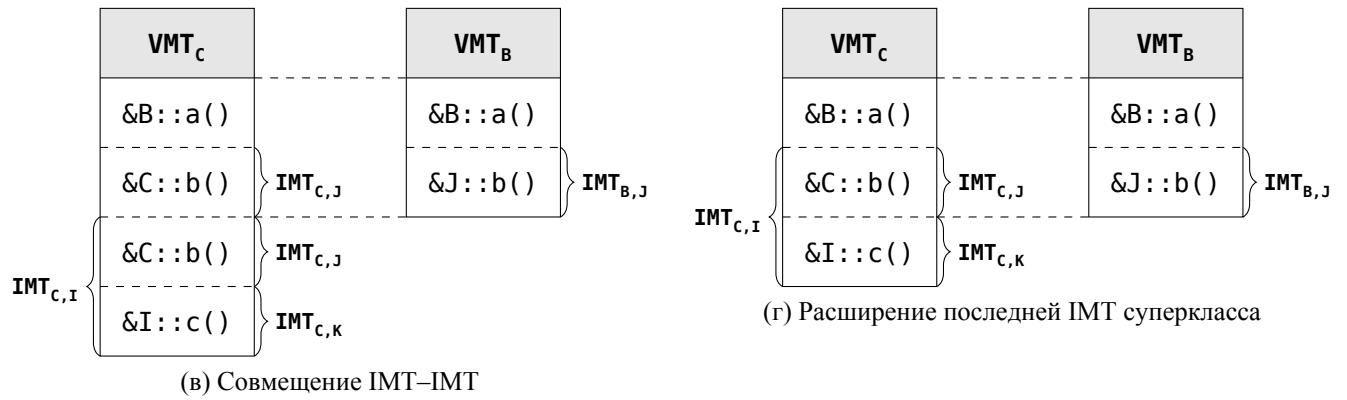 VMT_C VMT_B
&B::a() &B::a()
&C::b() IMT_C,J &J::b() IMT_B,J
&C::b() IMT_C,J
IMT_C,I
&I::c() IMT_C,K
(в) Совмещение IMT–IMT
VMT_C VMT_B
&B::a() &B::a()
&C::b() IMT_C,J &J::b() IMT_B,J
IMT_C,I
&I::c() IMT_C,K
(г) Расширение последней IMT суперкласса